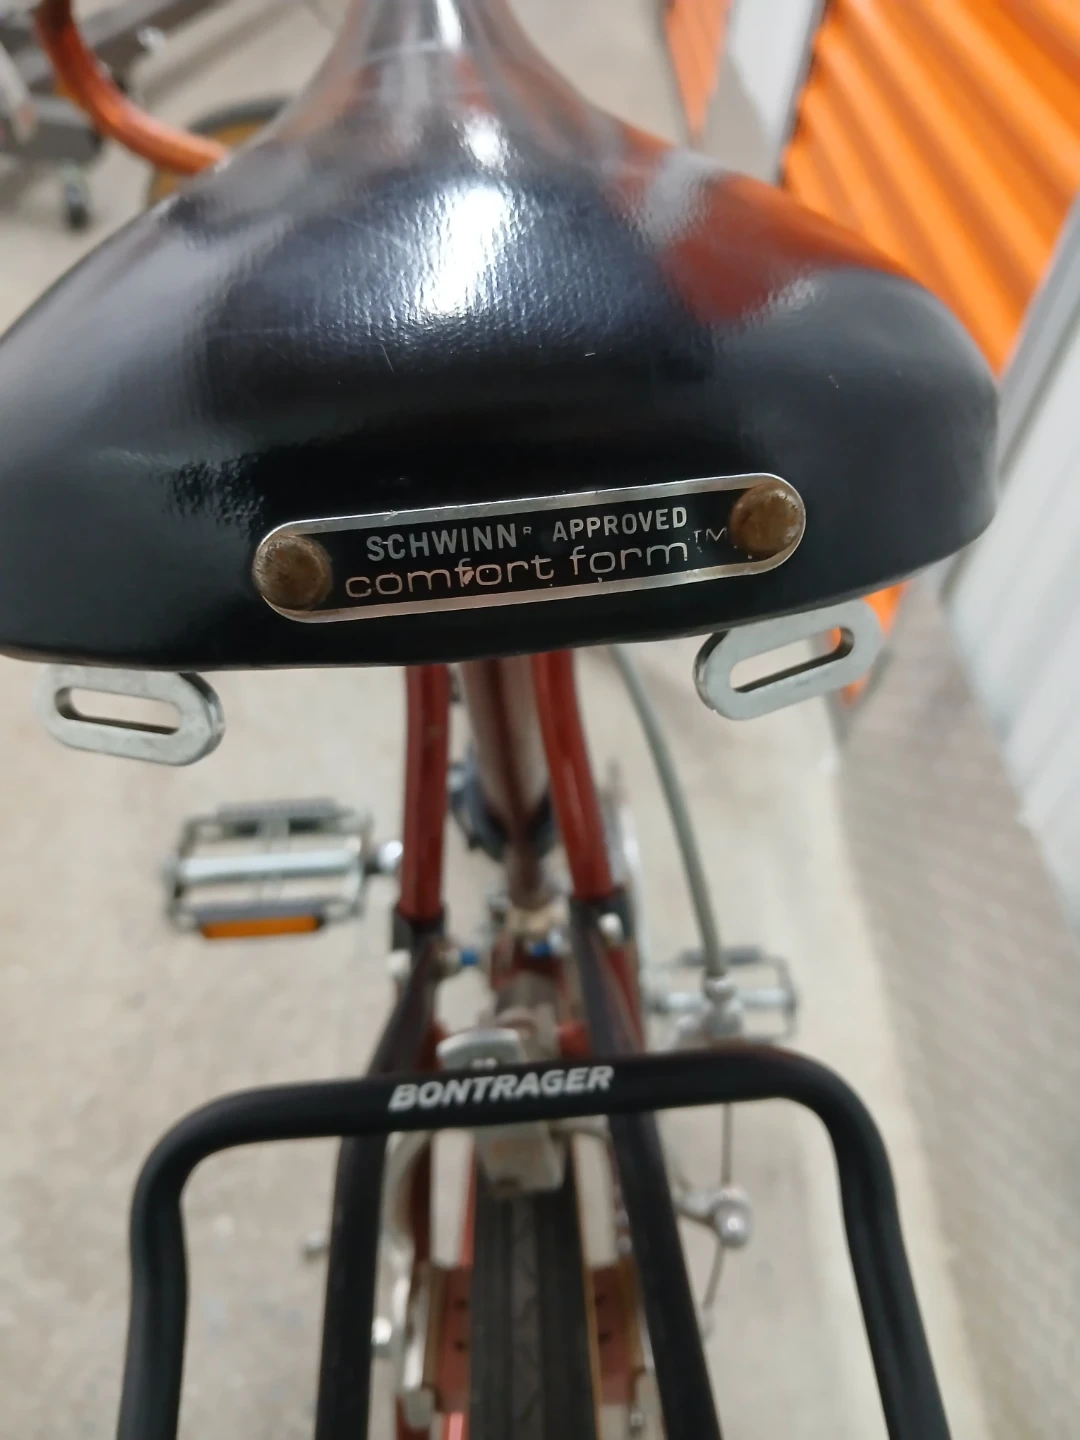 SCHWINN® APPROVED
comfort form™
BONTRAGER